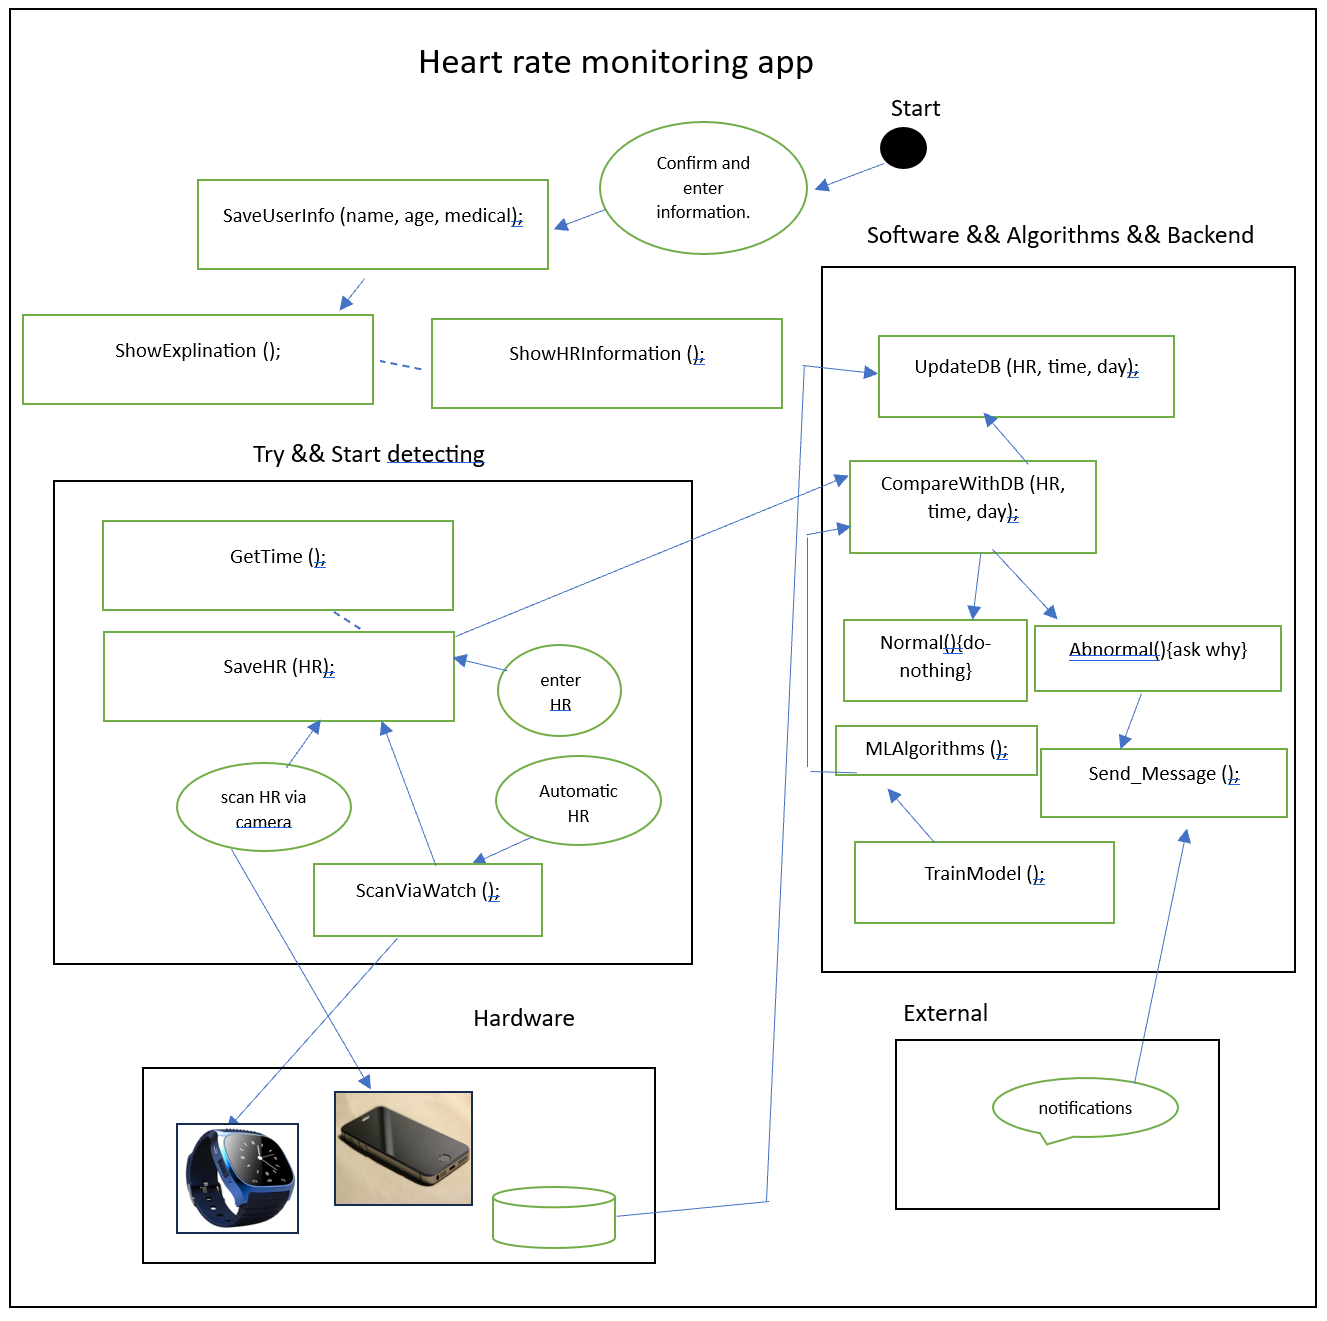 Heart rate monitoring app
Start
Confirm and
enter
information.
SaveUserInfo (name, age, medical);
ShowExplination ();
ShowHRInformation ();
Software && Algorithms && Backend
UpdateDB (HR, time, day);
CompareWithDB (HR,
time, day);
Normal(){do-
nothing}
Abnormal(){ask why}
MLAlgorithms ();
Send_Message ();
TrainModel ();
Try && Start detecting
GetTime ();
SaveHR (HR);
enter
HR
scan HR via
camera
Automatic
HR
ScanViaWatch ();
Hardware
External
notifications